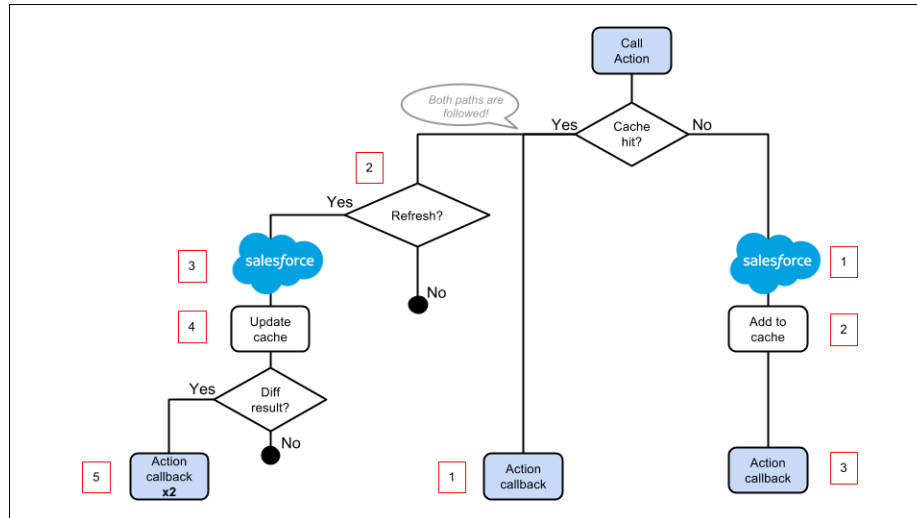 Call
Action
Both paths are
followed!
Yes
Cache
hit?
No
2
Yes
Refresh?
3
salesforce
salesforce
1
No
4
Update
cache
Add to
cache
2
Yes
Diff
result?
No
5
Action
callback
x2
1
Action
callback
Action
callback
3